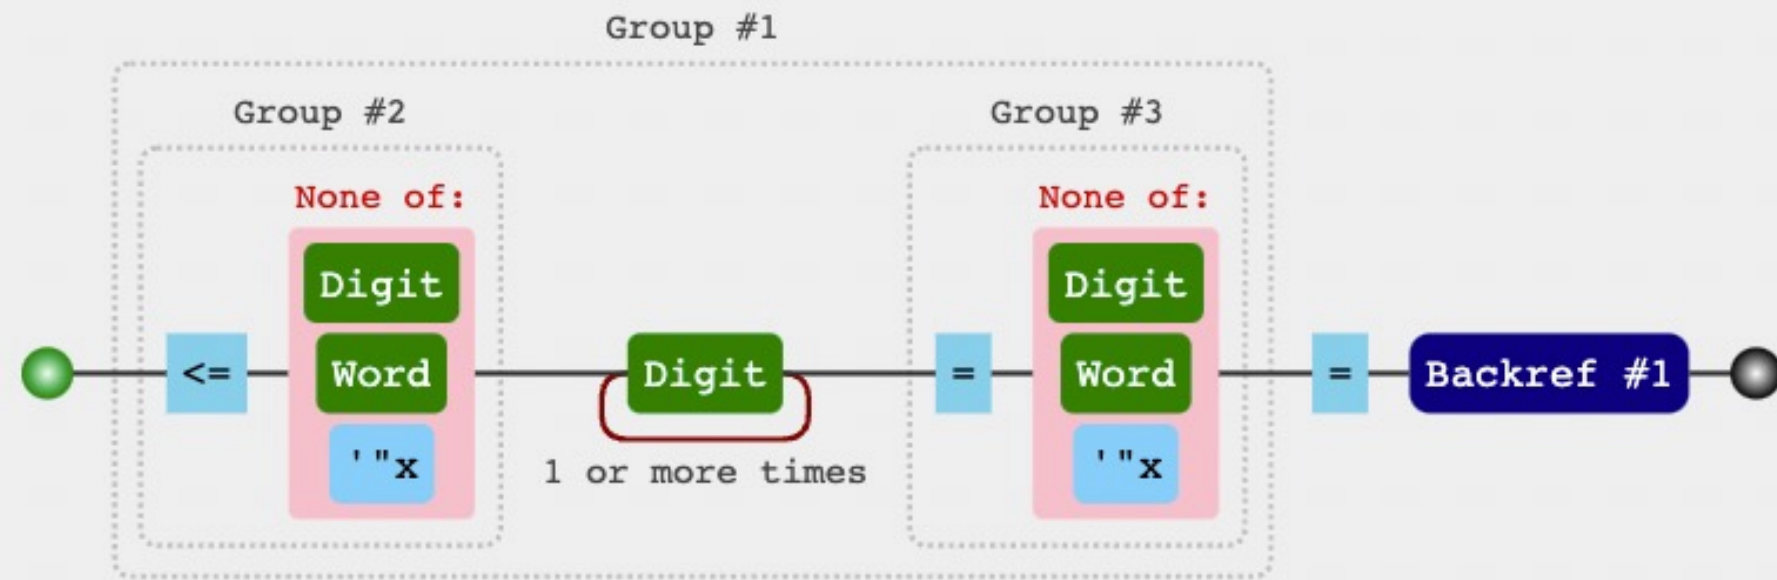 Group #1
Group #2
Group #3
None of:
None of:
Digit
Digit
<= Word Digit = Word = Backref #1
'"x
'"x
1 or more times